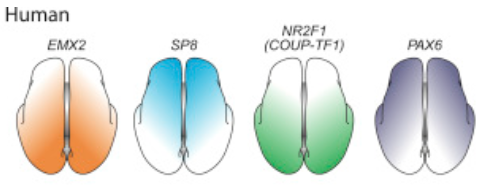 Human
EMX2
SP8
NR2F1
(COUP-TF1)
PAX6